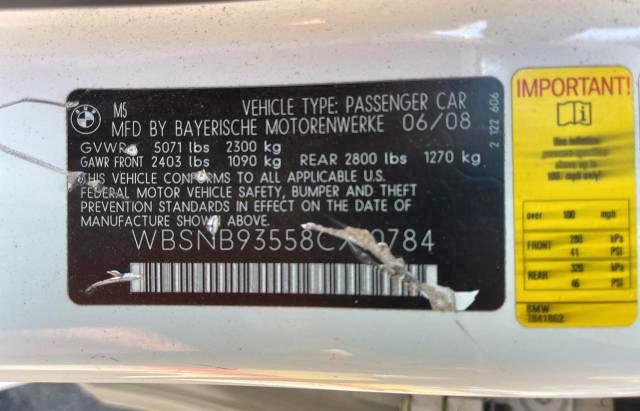 M5
VEHICLE TYPE: PASSENGER CAR
MFD BY BAYERISCHE MOTORENWERKE 06/08
GVWR 5071 lbs 2300 kg
GAWR FRONT 2403 lbs 1090 kg REAR 2800 lbs 1270 kg
THIS VEHICLE CONFORMS TO ALL APPLICABLE U.S.
FEDERAL MOTOR VEHICLE SAFETY, BUMPER AND THEFT
PREVENTION STANDARDS IN EFFECT ON THE DATE OF
MANUFACTURE SHOWN ABOVE.
2 122 606
IMPORTANT!
over 100 mph
FRONT 280 kPa
41 PSI
REAR 320 kPa
46 PSI
BMW